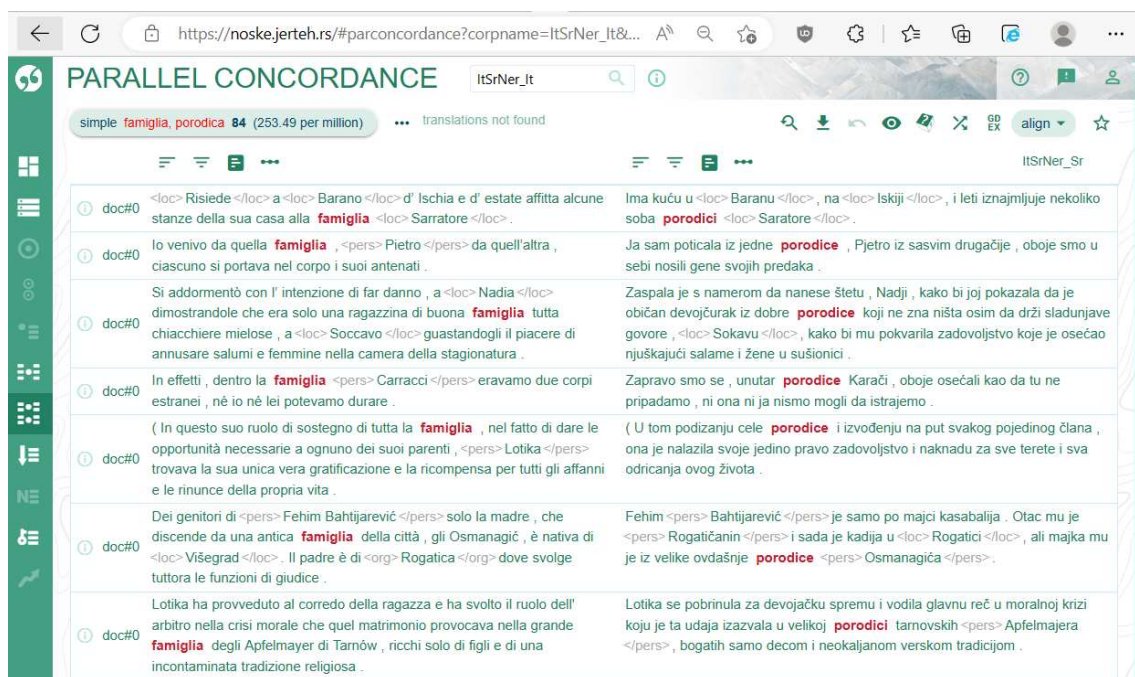 https://noske.jerteh.rs/#parconcordance?corpname=ItSrNer_It&...
PARALLEL CONCORDANCE
ItSrNer_It
simple famiglia, porodica 84 (253.49 per million)
••• translations not found
GD
EX
align
ItSrNer_Sr
doc#0
<loc> Risiede </loc> a <loc> Barano </loc> d' Ischia e d' estate affitta alcune
stanze della sua casa alla famiglia <loc> Sarratore </loc> .
Ima kuću u <loc> Baranu </loc> , na <loc> Iskiji </loc> , i leti iznajmljuje nekoliko
soba porodici <loc> Saratore </loc> .
doc#0
Io venivo da quella famiglia , <pers> Pietro </pers> da quell'altra ,
ciascuno si portava nel corpo i suoi antenati .
Ja sam poticala iz jedne porodice , Pjetro iz sasvim drugačije , oboje smo u
sebi nosili gene svojih predaka .
doc#0
Si addormentò con l' intenzione di far danno , a <loc> Nadia </loc>
dimostrandole che era solo una ragazzina di buona famiglia tutta
chiacchiere mielose , a <loc> Soccavo </loc> guastandogli il piacere di
annusare salumi e femmine nella camera della stagionatura .
Zaspala je s namerom da nanese štetu , Nadji , kako bi joj pokazala da je
običan devojčurak iz dobre porodice koji ne zna ništa osim da drži sladunjave
govore , <loc> Sokavu </loc> , kako bi mu pokvarila zadovoljstvo koje je osećao
njuškajući salame i žene u sušionici .
doc#0
In effetti , dentro la famiglia <pers> Carracci </pers> eravamo due corpi
estranei , né io né lei potevamo durare .
Zapravo smo se , unutar porodice Karači , oboje osećali kao da tu ne
pripadamo , ni ona ni ja nismo mogli da istrajemo .
doc#0
( In questo suo ruolo di sostegno di tutta la famiglia , nel fatto di dare le
opportunità necessarie a ognuno dei suoi parenti , <pers> Lotika </pers>
trovava la sua unica vera gratificazione e la ricompensa per tutti gli affanni
e le rinunce della propria vita .
( U tom podizanju cele porodice i izvođenju na put svakog pojedinog člana ,
ona je nalazila svoje jedino pravo zadovoljstvo i naknadu za sve terete i sva
odricanja ovog života .
doc#0
Dei genitori di <pers> Fehim Bahtijarević </pers> solo la madre , che
discende da una antica famiglia della città , gli Osmanagić , è nativa di
<loc> Višegrad </loc> . Il padre è di <org> Rogatica </org> dove svolge
tuttora le funzioni di giudice .
Fehim <pers> Bahtijarević </pers> je samo po majci kasabalija . Otac mu je
<pers> Rogatičanin </pers> i sada je kadija u <loc> Rogatici </loc> , ali majka mu
je iz velike ovdašnje porodice <pers> Osmanagića </pers> .
doc#0
Lotika ha provveduto al corredo della ragazza e ha svolto il ruolo dell'
arbitro nella crisi morale che quel matrimonio provocava nella grande
famiglia degli Apfelmayer di Tarnów , ricchi solo di figli e di una
incontaminata tradizione religiosa .
Lotika se pobrinula za devojačku spremu i vodila glavnu reč u moralnoj krizi
koju je ta udaja izazvala u velikoj porodici tarnovskih <pers> Apfelmajera
</pers> , bogatih samo decom i neokaljanom verskom tradicijom .